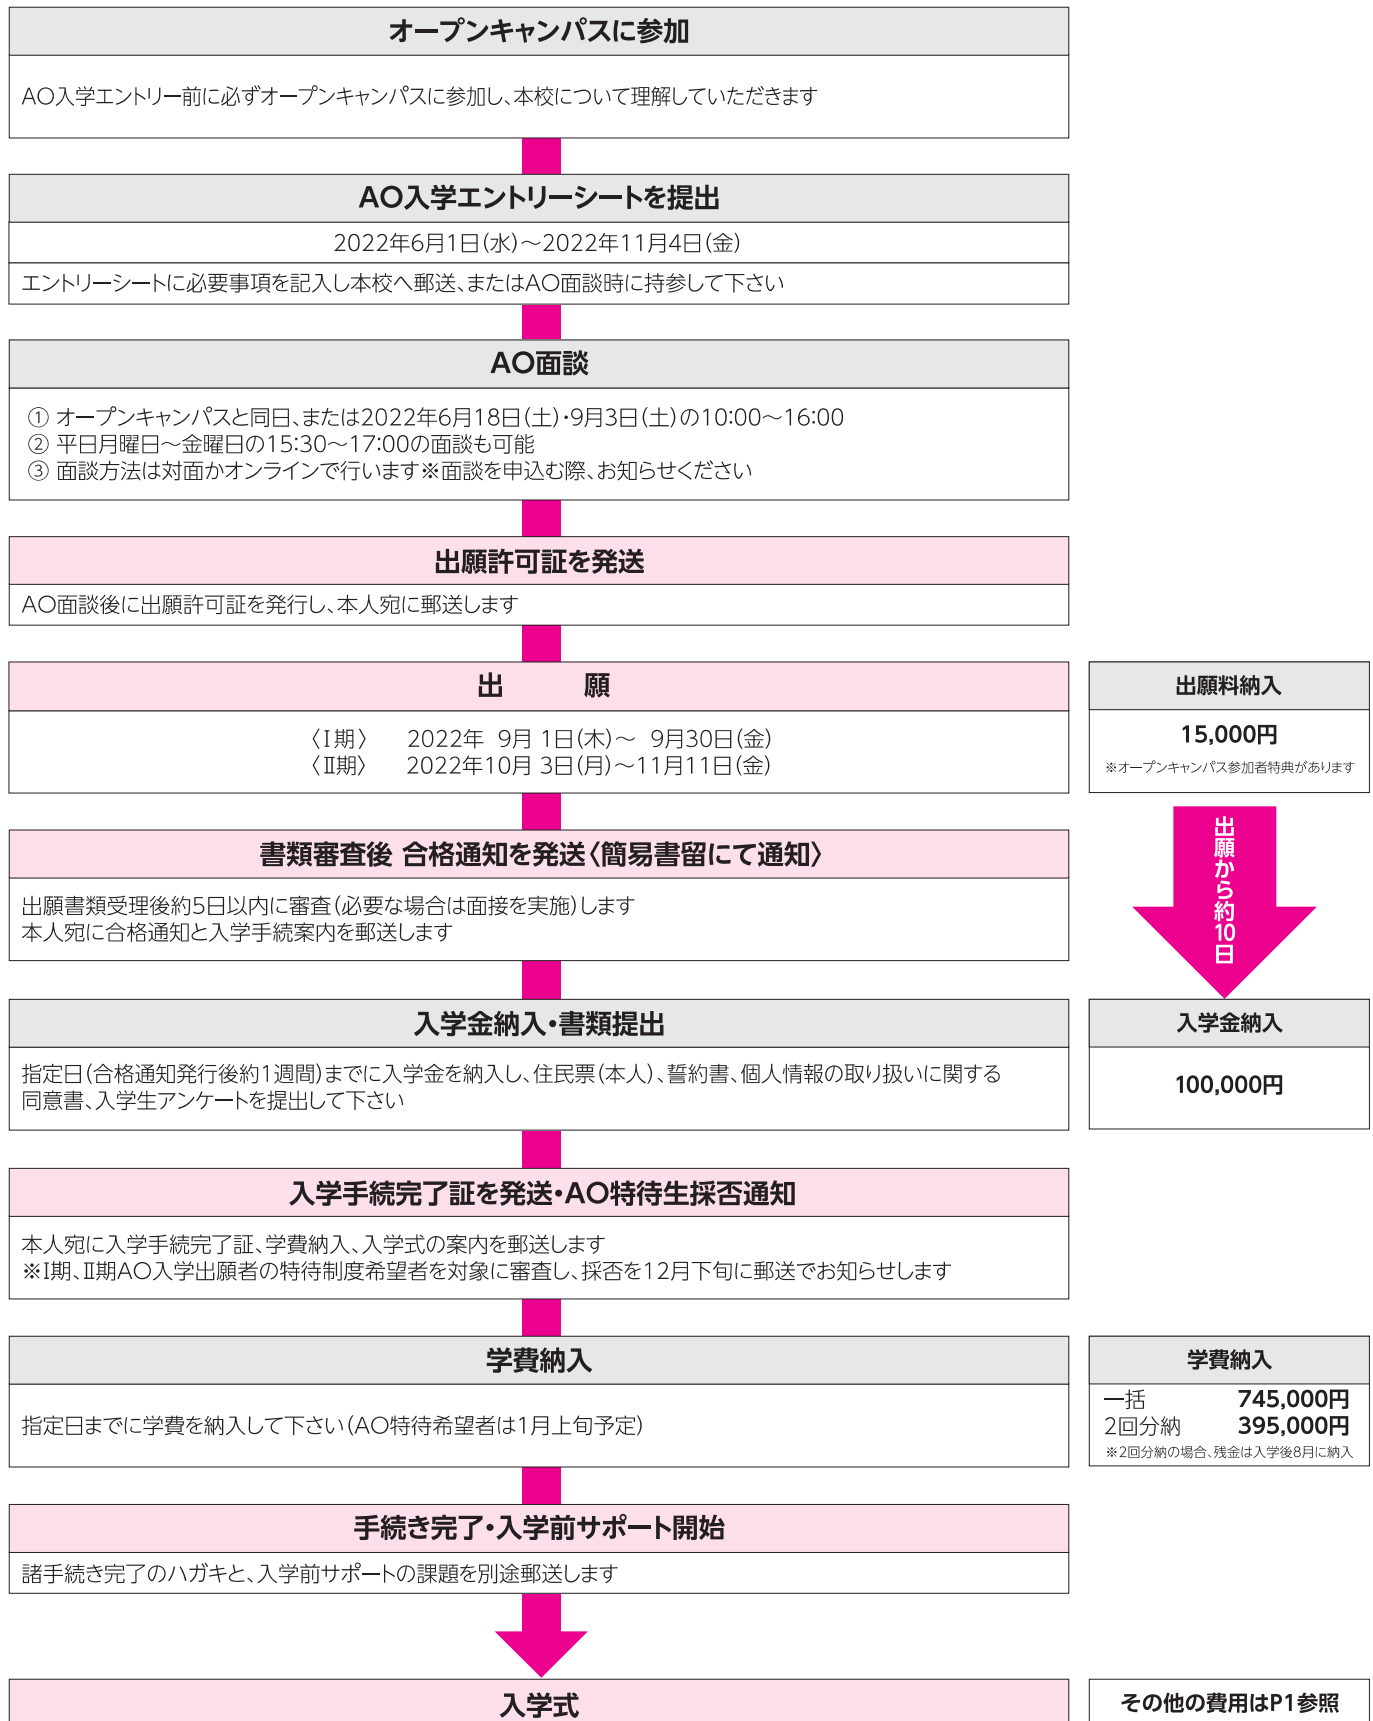 オープンキャンパスに参加
AO入学エントリー前に必ずオープンキャンパスに参加し、本校について理解していただきます
AO入学エントリーシートを提出
2022年6月1日(水)～2022年11月4日(金)
エントリーシートに必要事項を記入し本校へ郵送、またはAO面談時に持参して下さい
AO面談
① オープンキャンパスと同日、または2022年6月18日(土)・9月3日(土)の10:00～16:00
② 平日月曜日～金曜日の15:30～17:00の面談も可能
③ 面談方法は対面かオンラインで行います※面談を申込む際、お知らせください
出願許可証を発送
AO面談後に出願許可証を発行し、本人宛に郵送します
出　願
〈Ⅰ期〉 2022年 9月 1日(木)～ 9月30日(金)
〈Ⅱ期〉 2022年10月 3日(月)～11月11日(金)
出願料納入
15,000円
※オープンキャンパス参加者特典があります
出願から約10日
書類審査後 合格通知を発送〈簡易書留にて通知〉
出願書類受理後約5日以内に審査(必要な場合は面接を実施)します
本人宛に合格通知と入学手続案内を郵送します
入学金納入・書類提出
指定日(合格通知発行後約1週間)までに入学金を納入し、住民票(本人)、誓約書、個人情報の取り扱いに関する
同意書、入学生アンケートを提出して下さい
入学金納入
100,000円
入学手続完了証を発送・AO特待生採否通知
本人宛に入学手続完了証、学費納入、入学式の案内を郵送します
※Ⅰ期、Ⅱ期AO入学出願者の特待制度希望者を対象に審査し、採否を12月下旬に郵送でお知らせします
学費納入
指定日までに学費を納入して下さい(AO特待希望者は1月上旬予定)
学費納入
一括 745,000円
2回分納 395,000円
※2回分納の場合、残金は入学後8月に納入
手続き完了・入学前サポート開始
諸手続き完了のハガキと、入学前サポートの課題を別途郵送します
入学式
その他の費用はP1参照